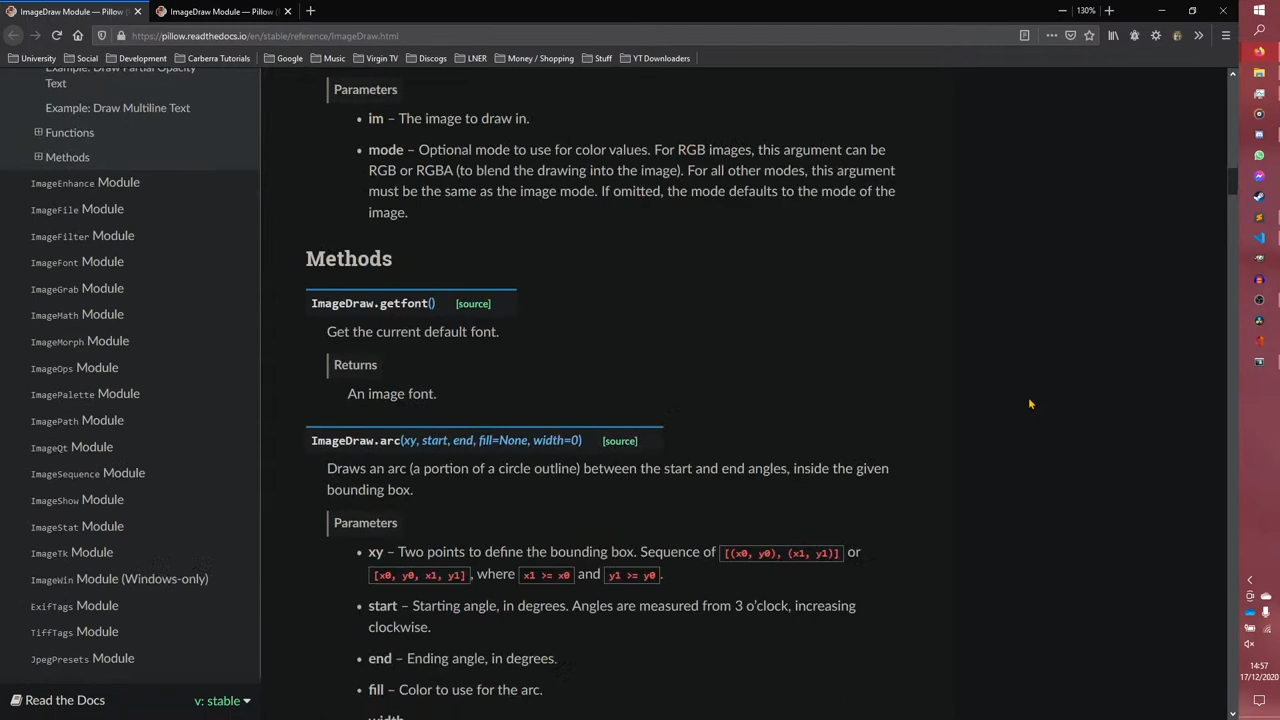 ImageDraw Module — Pillow (
ImageDraw Module — Pillow (
130%
https://pillow.readthedocs.io/en/stable/reference/ImageDraw.html
University
Source
Development
Carberra Tutorials
Google
Music
Virgin TV
Discogs
LNER
Money / Shopping
Stuff
YT Downloaders
Example: Draw Partial Opacity
Text
Example: Draw Multiline Text
Functions
Methods
ImageEnhance Module
ImageFile Module
ImageFilter Module
ImageFont Module
ImageGrab Module
ImageMath Module
ImageMorph Module
ImageOps Module
ImagePalette Module
ImagePath Module
ImageQt Module
ImageSequence Module
ImageShow Module
ImageStat Module
ImageTk Module
ImageWin Module (Windows-only)
ExifTags Module
TiffTags Module
JpegPresets Module
Read the Docs
v: stable
Parameters
• im – The image to draw in.
• mode – Optional mode to use for color values. For RGB images, this argument can be
RGB or RGBA (to blend the drawing into the image). For all other modes, this argument
must be the same as the image mode. If omitted, the mode defaults to the mode of the
image.
Methods
ImageDraw.getfont() [source]
Get the current default font.
Returns
An image font.
ImageDraw.arc(xy, start, end, fill=None, width=0) [source]
Draws an arc (a portion of a circle outline) between the start and end angles, inside the given
bounding box.
Parameters
• xy – Two points to define the bounding box. Sequence of [(x0, y0), (x1, y1)] or
[x0, y0, x1, y1], where x1 >= x0 and y1 >= y0.
• start – Starting angle, in degrees. Angles are measured from 3 o'clock, increasing
clockwise.
• end – Ending angle, in degrees.
• fill – Color to use for the arc.
width
14:57
17/12/2020